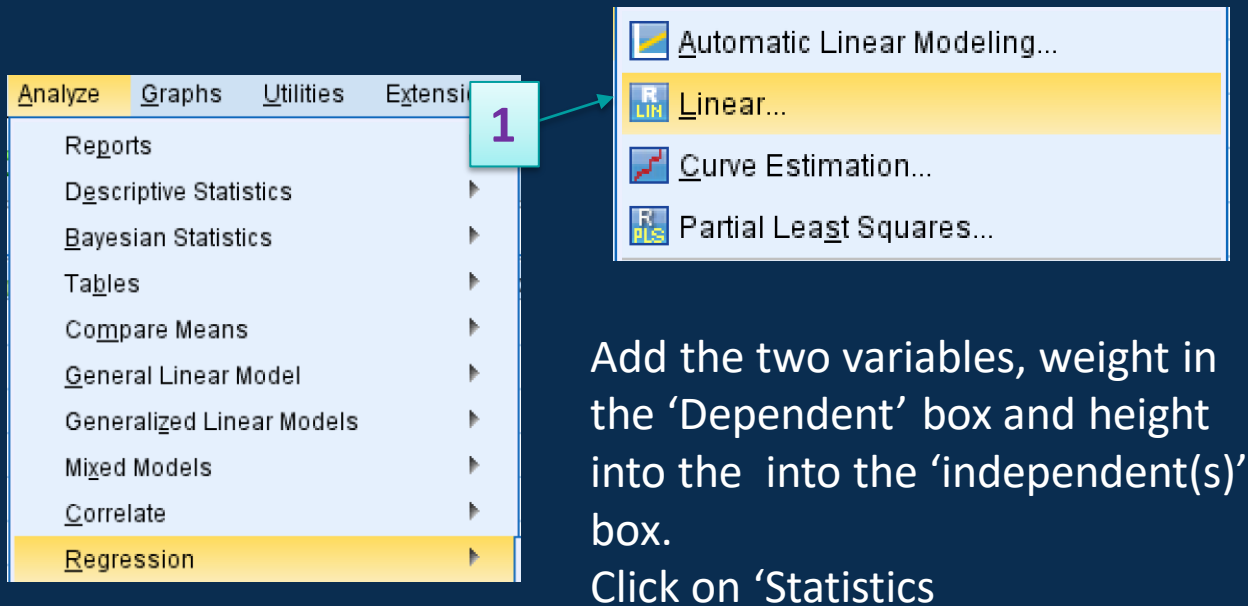 Analyze Graphs Utilities Extensi
Reports
Descriptive Statistics
Bayesian Statistics
Tables
Compare Means
General Linear Model
Generalized Linear Models
Mixed Models
Correlate
Regression
1
Automatic Linear Modeling...
Linear...
Curve Estimation...
Partial Least Squares...
Add the two variables, weight in
the ‘Dependent’ box and height
into the  into the ‘independent(s)’
box.
Click on ‘Statistics